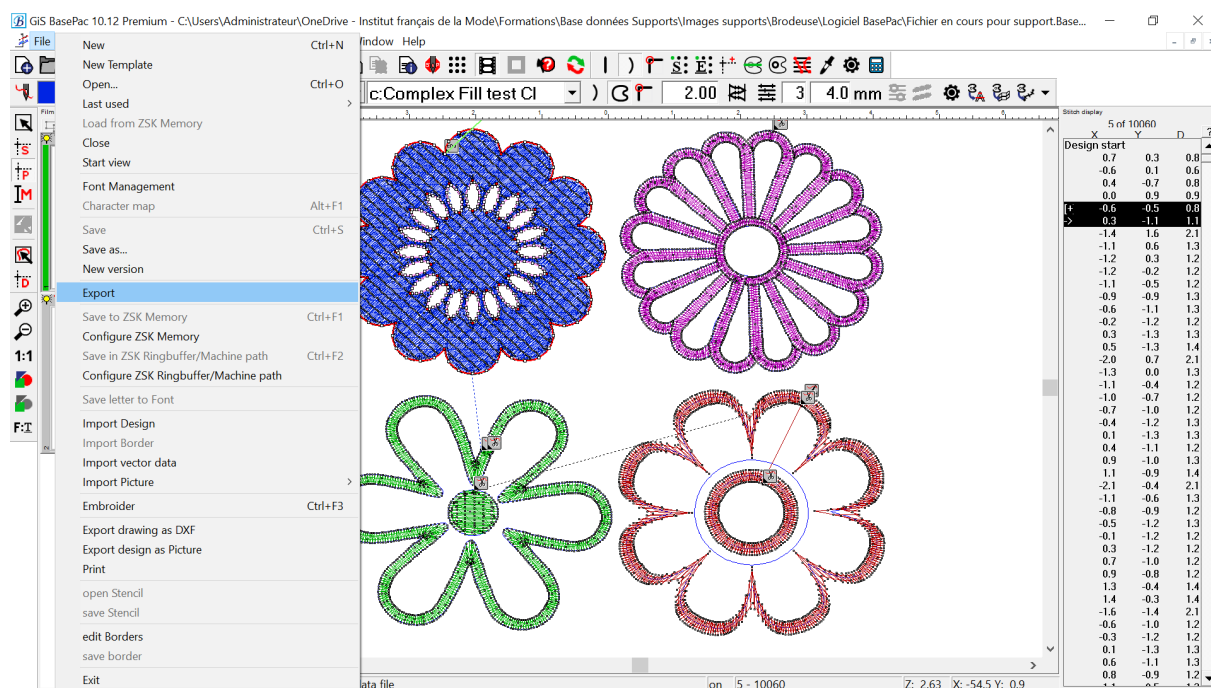 GiS BasePac 10.12 Premium - C:\Users\Administrateur\OneDrive - Institut français de la Mode\Formations\Base données Supports\Images supports\Brodeuse\Logiciel BasePac\Fichier en cours pour support.Base...
File Window Help
New Ctrl+N
New Template
Open... Ctrl+O
Last used
Load from ZSK Memory
Close
Start view
Font Management
Character map Alt+F1
Save Ctrl+S
Save as...
New version
Export
Save to ZSK Memory Ctrl+F1
Configure ZSK Memory
Save in ZSK Ringbuffer/Machine path Ctrl+F2
Configure ZSK Ringbuffer/Machine path
Save letter to Font
Import Design
Import Border
Import vector data
Import Picture
Embroider Ctrl+F3
Export drawing as DXF
Export design as Picture
Print
open Stencil
save Stencil
edit Borders
save border
Exit
c:Complex Fill test Cl 2.00 3 4.0 mm
1:1
F:T
Stitch display
5 of 10060
X Y D
Design start
0.7 0.3 0.8
-0.6 0.1 0.6
0.4 -0.7 0.8
0.0 0.9 0.9
[+ -0.6 -0.5 0.8
-> 0.3 -1.1 1.1
-1.4 1.6 2.1
-1.1 0.6 1.3
-1.2 0.3 1.2
-1.2 -0.2 1.2
-1.1 -0.5 1.2
-0.9 -0.9 1.3
-0.6 -1.1 1.3
-0.2 -1.2 1.2
0.3 -1.3 1.3
0.5 -1.3 1.4
-2.0 0.7 2.1
-1.3 0.0 1.3
-1.1 -0.4 1.2
-1.0 -0.7 1.2
-0.7 -1.0 1.2
-0.4 -1.2 1.3
0.1 -1.3 1.3
0.4 -1.1 1.2
0.9 -1.0 1.3
1.1 -0.9 1.4
-2.1 -0.4 2.1
-1.1 -0.6 1.3
-0.8 -0.9 1.2
-0.5 -1.2 1.3
-0.1 -1.2 1.2
0.3 -1.2 1.2
0.7 -1.0 1.2
0.9 -0.8 1.2
1.3 -0.4 1.4
1.4 -0.3 1.4
-1.6 -1.4 2.1
-0.6 -1.0 1.2
-0.3 -1.2 1.2
0.1 -1.3 1.3
0.6 -1.1 1.3
0.8 -0.9 1.2
ata file on 5 - 10060 Z: 2.63 X: -54.5 Y: 0.9